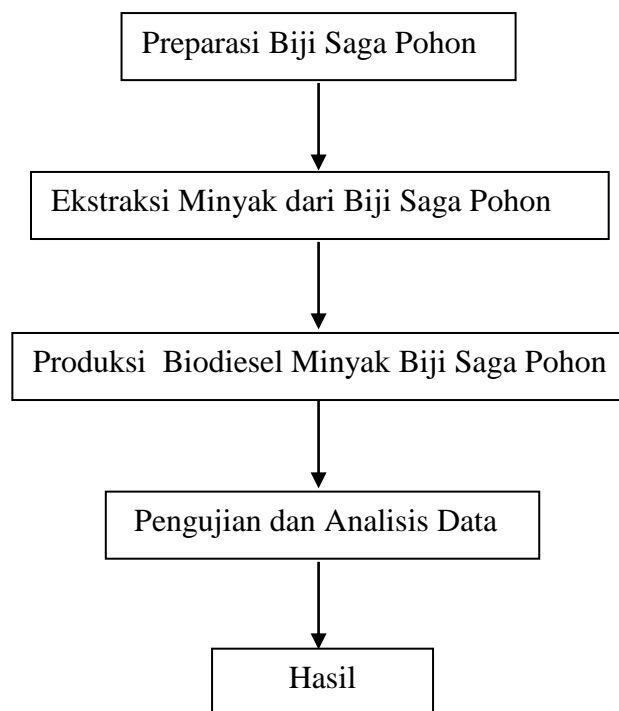 Preparasi Biji Saga Pohon
Ekstraksi Minyak dari Biji Saga Pohon
Produksi  Biodiesel Minyak Biji Saga Pohon
Pengujian dan Analisis Data
Hasil